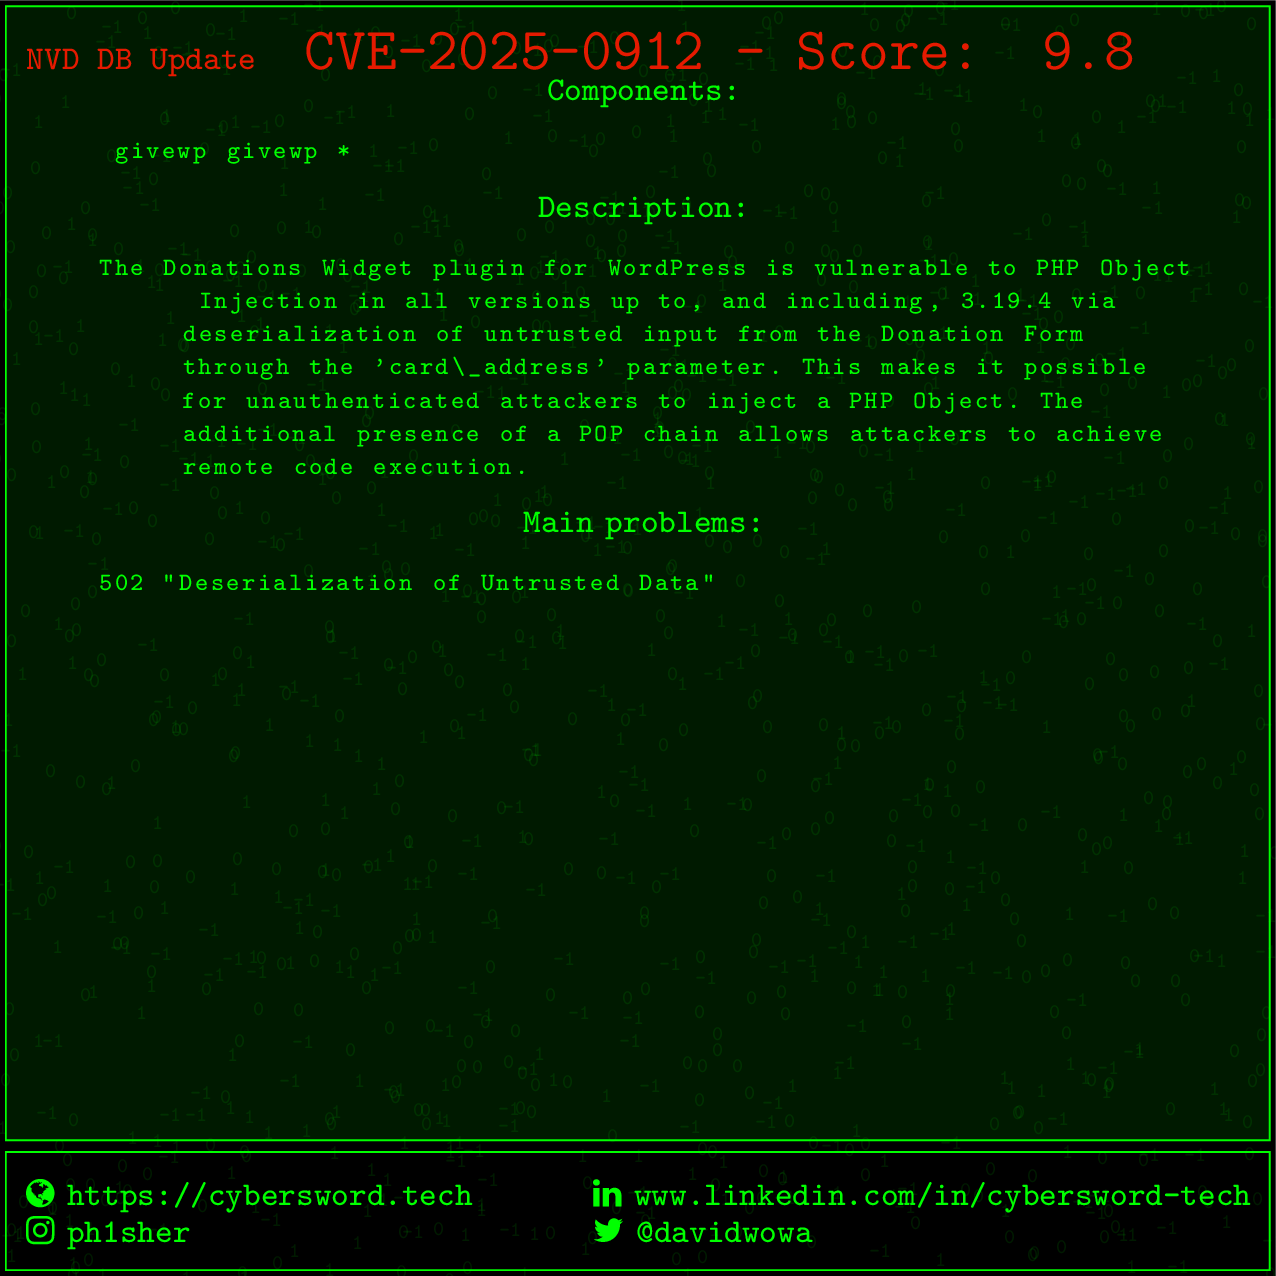 NVD DB Update CVE-2025-0912 - Score: 9.8
Components:
givewp givewp *
Description:
The Donations Widget plugin for WordPress is vulnerable to PHP Object
Injection in all versions up to, and including, 3.19.4 via
deserialization of untrusted input from the Donation Form
through the 'card\_address' parameter. This makes it possible
for unauthenticated attackers to inject a PHP Object. The
additional presence of a POP chain allows attackers to achieve
remote code execution.
Main problems:
502 "Deserialization of Untrusted Data"
https://cybersword.tech www.linkedin.com/in/cybersword-tech
ph1sher @davidwowa